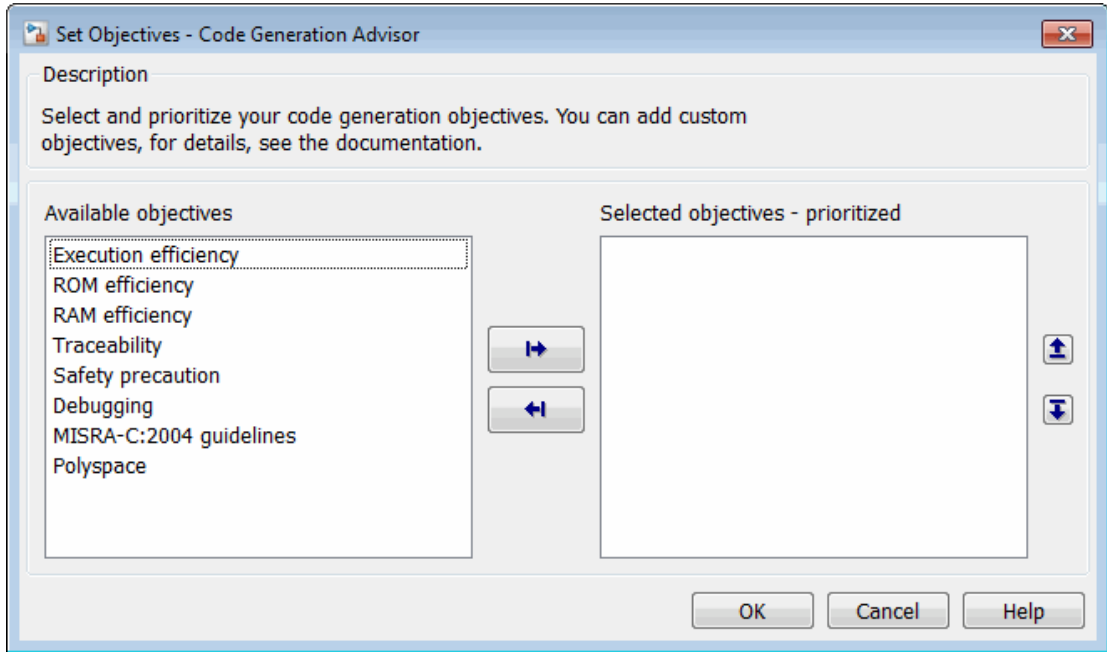 Set Objectives - Code Generation Advisor
Description
Select and prioritize your code generation objectives. You can add custom
objectives, for details, see the documentation.
Available objectives
Execution efficiency
ROM efficiency
RAM efficiency
Traceability
Safety precaution
Debugging
MISRA-C:2004 guidelines
Polyspace
Selected objectives - prioritized
OK
Cancel
Help